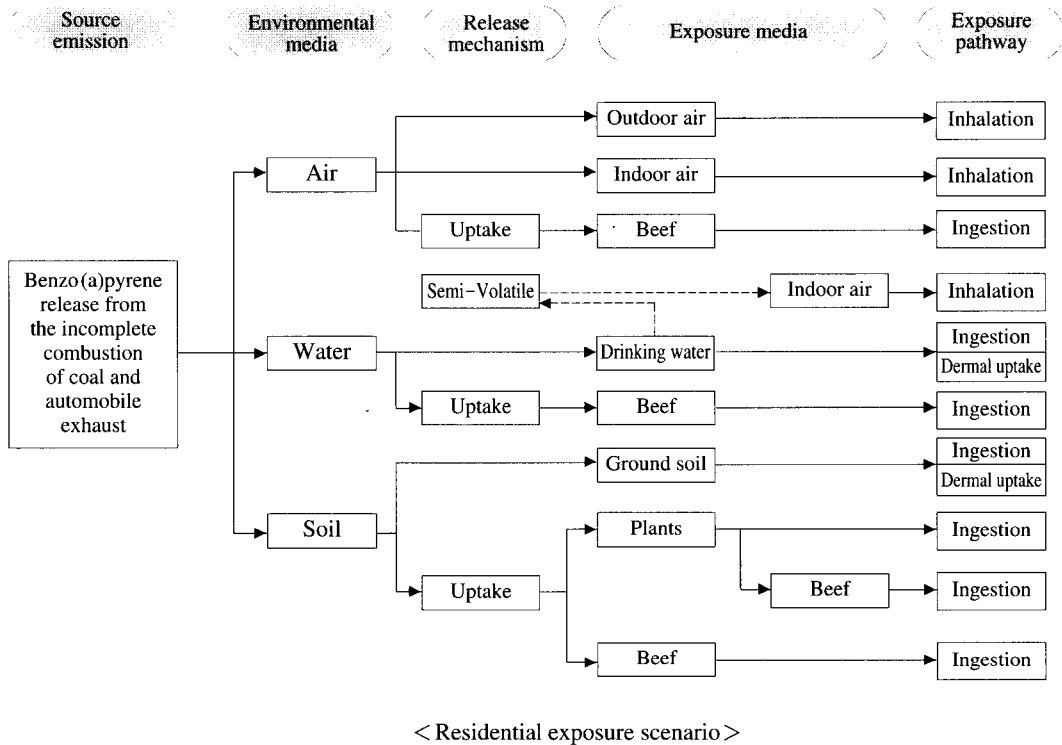 Source
emission
Environmental
media
Release
mechanism
Exposure media
Exposure
pathway
Outdoor air
Inhalation
Air
Indoor air
Inhalation
Uptake
Beef
Ingestion
Benzo(a)pyrene
release from
the incomplete
combustion
of coal and
automobile
exhaust
Semi-Volatile
Indoor air
Inhalation
Water
Drinking water
Ingestion
Dermal uptake
Uptake
Beef
Ingestion
Ground soil
Ingestion
Dermal uptake
Soil
Plants
Ingestion
Uptake
Beef
Ingestion
Beef
Ingestion
<Residential exposure scenario>